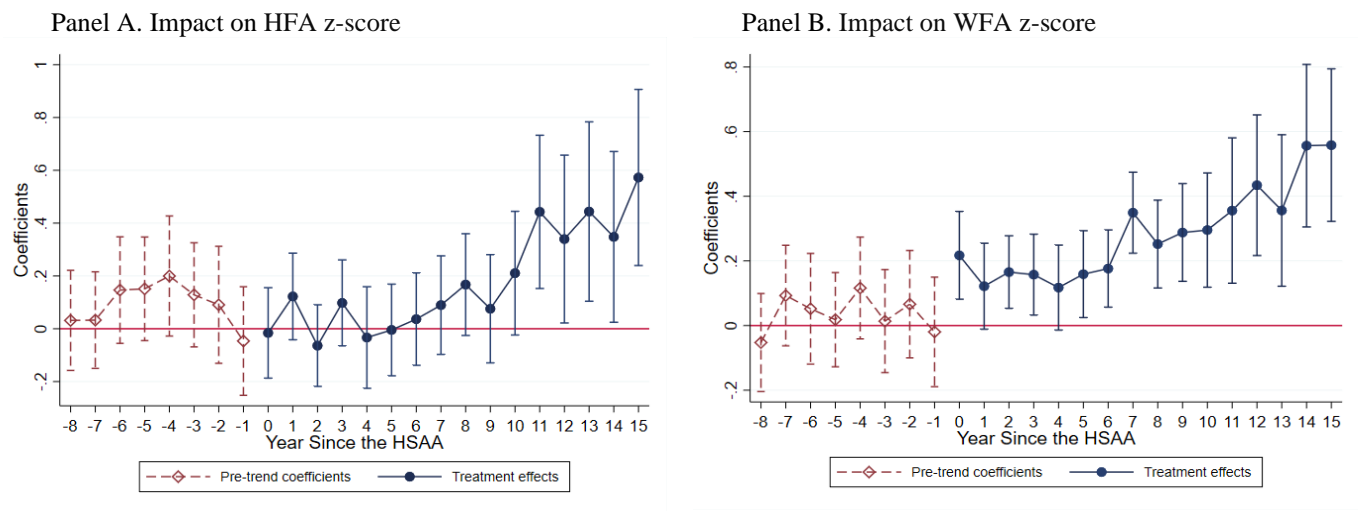 Panel A. Impact on HFA z-score
1
.8
.6
.4
.2
0
-.2
Coefficients
-8 -7 -6 -5 -4 -3 -2 -1 0 1 2 3 4 5 6 7 8 9 10 11 12 13 14 15
Year Since the HSAA
Pre-trend coefficients Treatment effects
Panel B. Impact on WFA z-score
.8
.6
.4
.2
0
-.2
Coefficients
-8 -7 -6 -5 -4 -3 -2 -1 0 1 2 3 4 5 6 7 8 9 10 11 12 13 14 15
Year Since the HSAA
Pre-trend coefficients Treatment effects